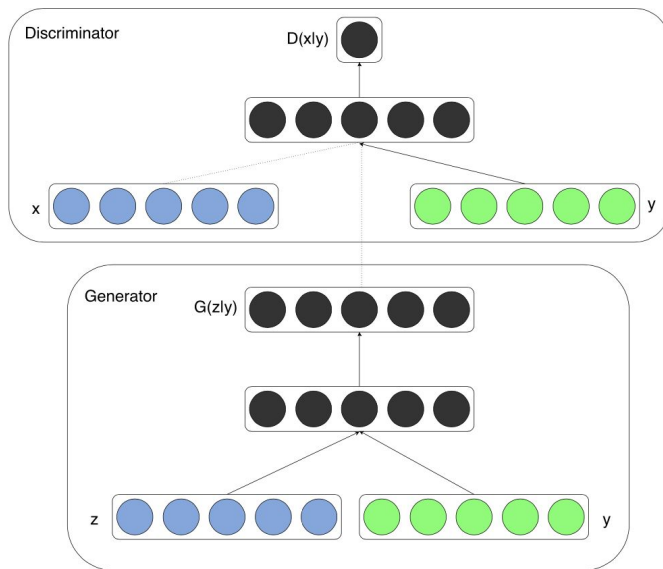 Discriminator
D(x|y)
x
y
Generator
G(z|y)
z
y